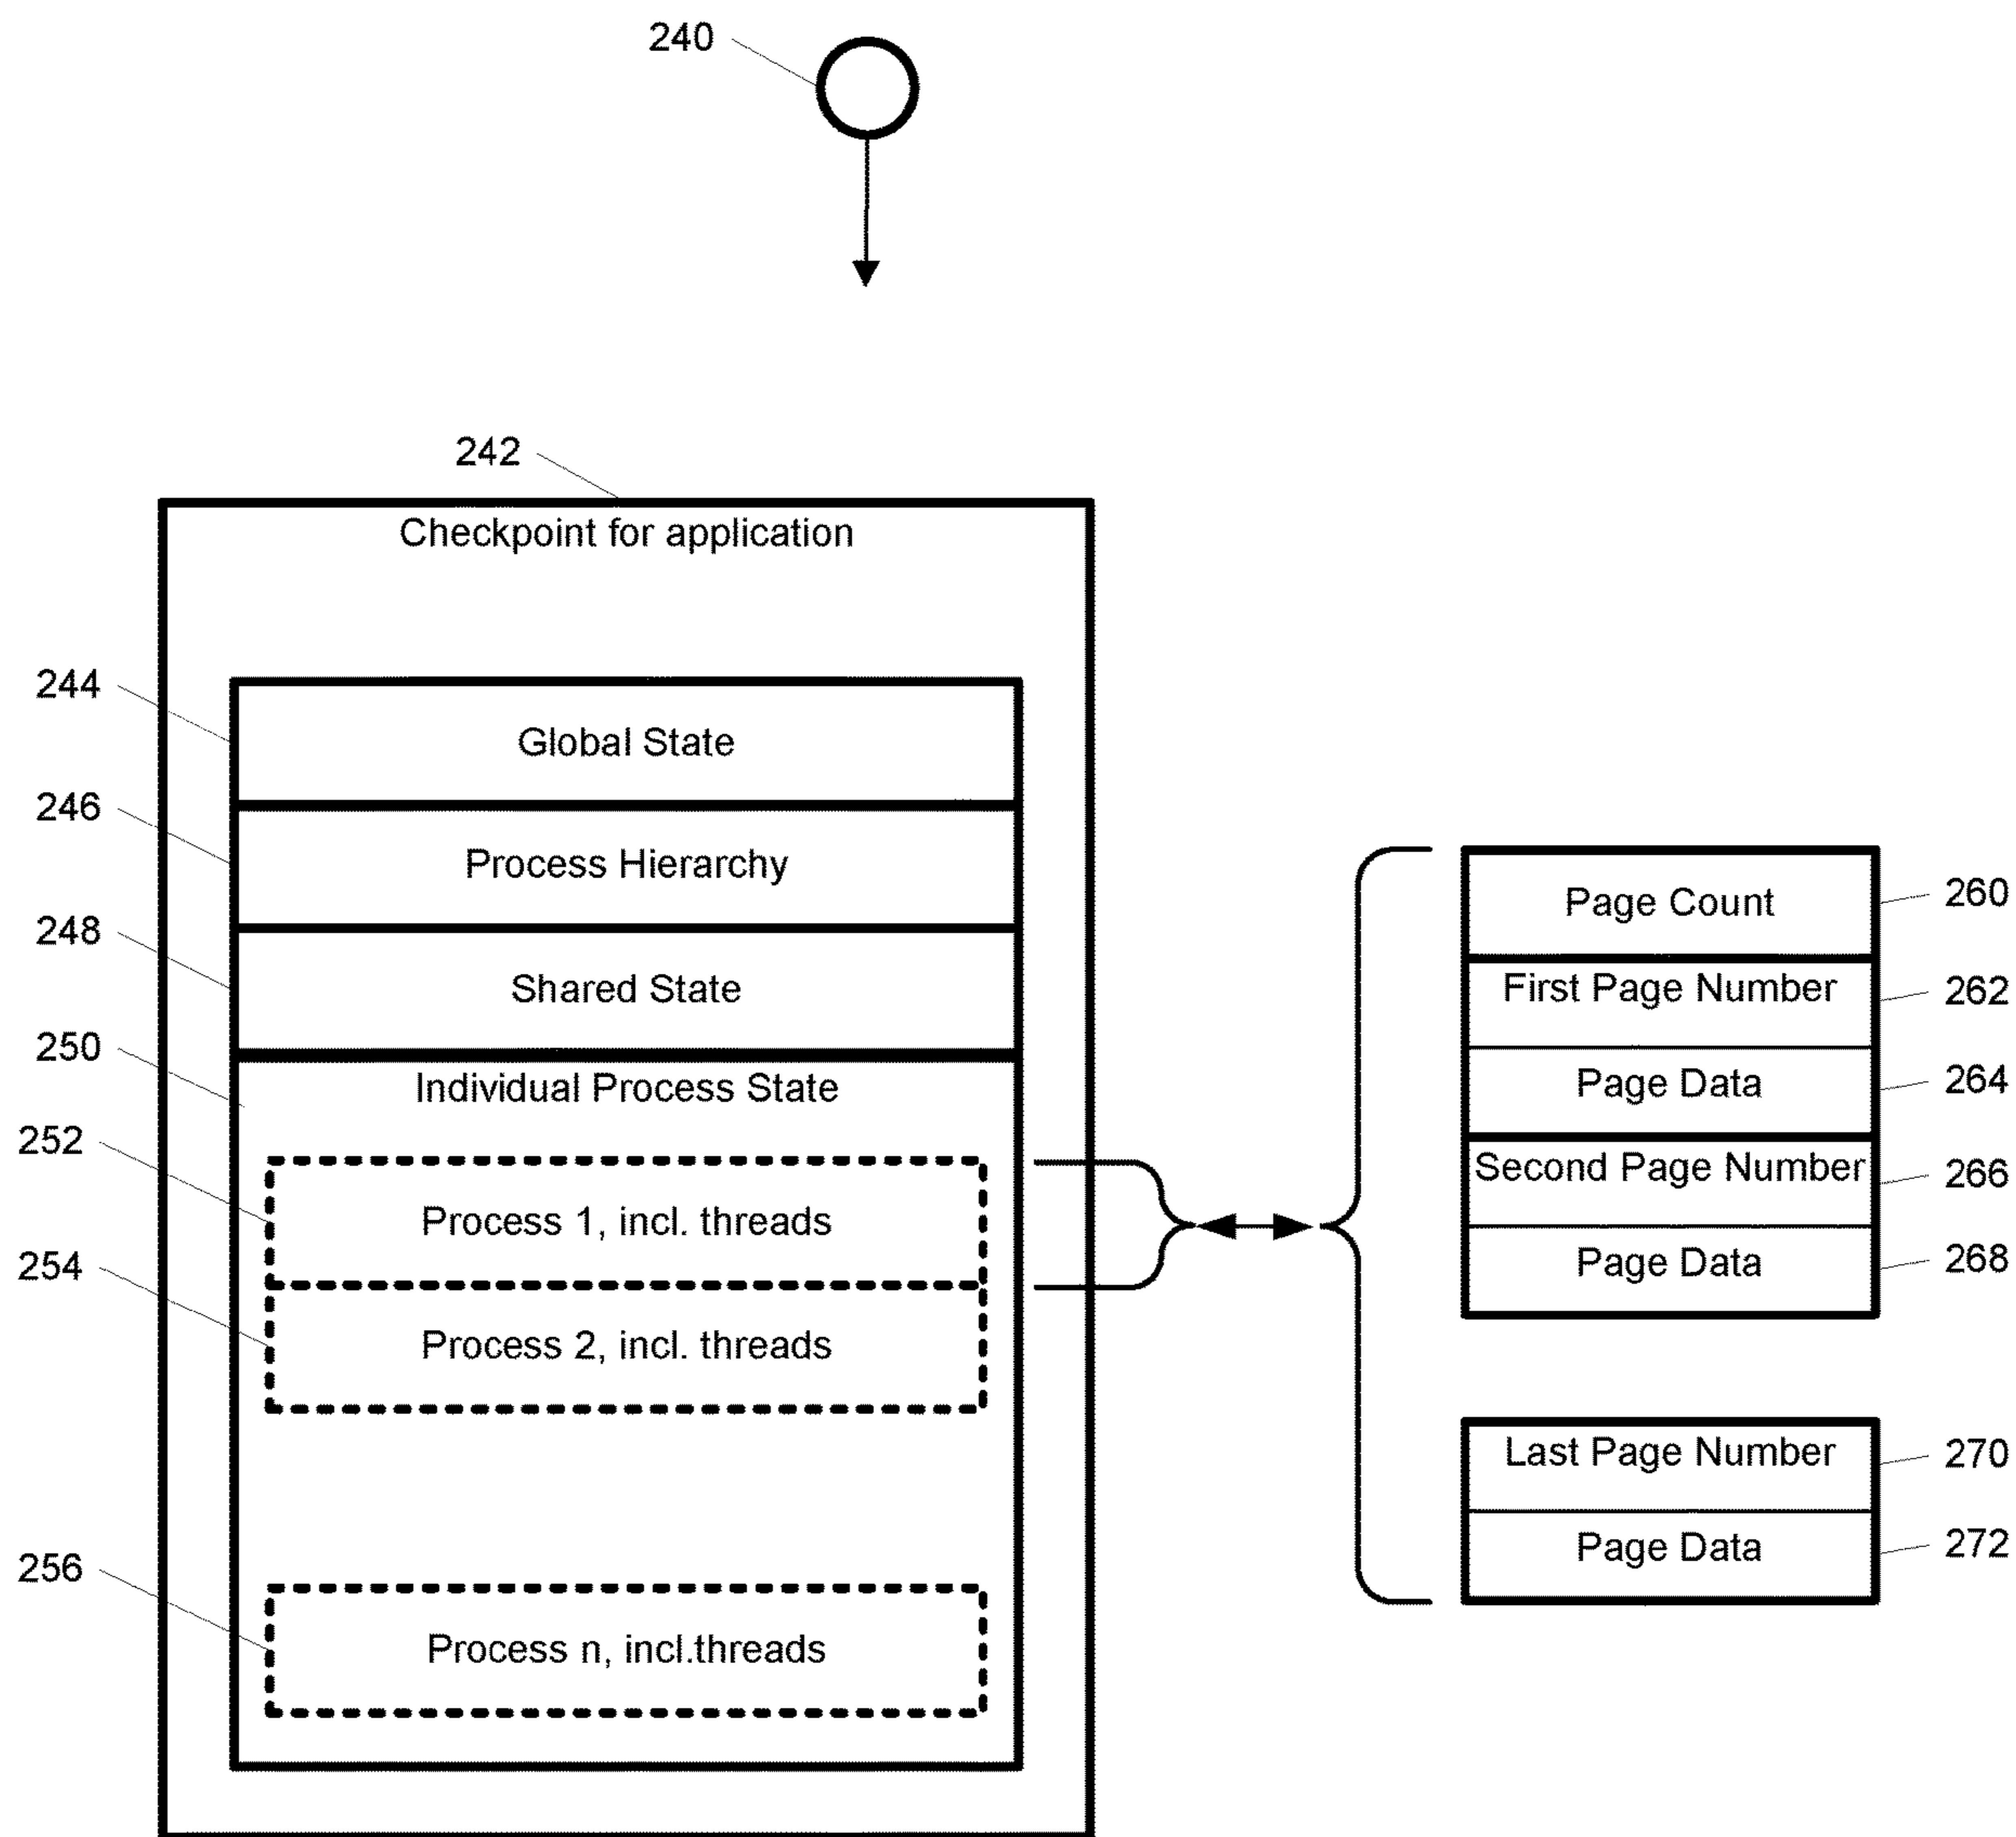 240
242
Checkpoint for application
244
Global State
246
Process Hierarchy
248
Shared State
250
Individual Process State
252
Process 1, incl. threads
254
Process 2, incl. threads
256
Process n, incl.threads
Page Count
260
First Page Number
262
Page Data
264
Second Page Number
266
Page Data
268
Last Page Number
270
Page Data
272